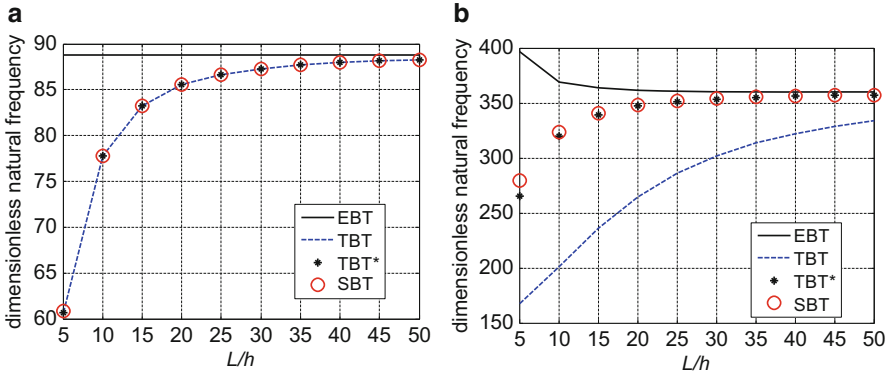 a
dimensionless natural frequency
90
85
80
75
70
65
60
5 10 15 20 25 30 35 40 45 50
L/h
EBT
TBT
TBT*
SBT
b
dimensionless natural frequency
400
350
300
250
200
150
5 10 15 20 25 30 35 40 45 50
L/h
EBT
TBT
TBT*
SBT